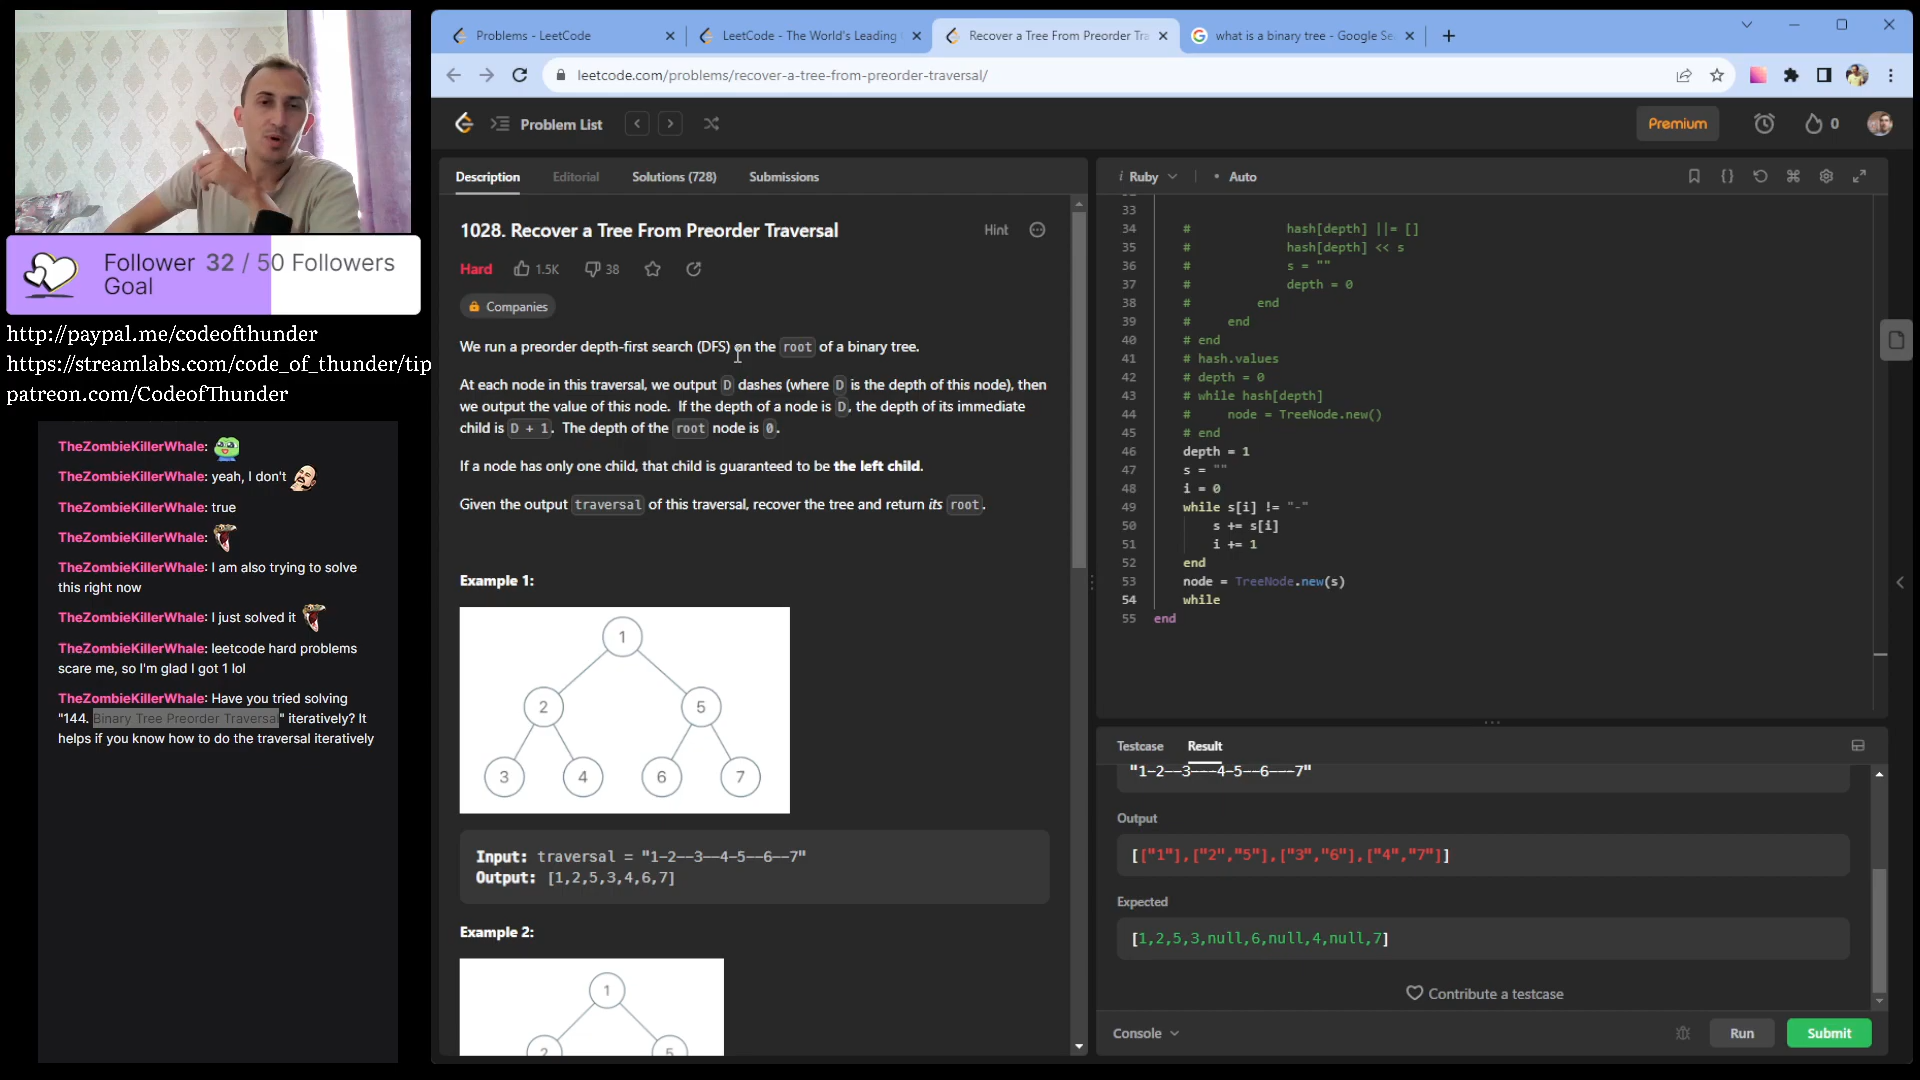 Problems - LeetCode
LeetCode - The World's Leading
Recover a Tree From Preorder Tra
what is a binary tree - Google Se
leetcode.com/problems/recover-a-tree-from-preorder-traversal/
Problem List
Premium
0
Follower 32 / 50 Followers
Goal
http://paypal.me/codeofthunder
https://streamlabs.com/code_of_thunder/tip
patreon.com/CodeofThunder
TheZombieKillerWhale:
TheZombieKillerWhale: yeah, I don't
TheZombieKillerWhale: true
TheZombieKillerWhale:
TheZombieKillerWhale: I am also trying to solve
this right now
TheZombieKillerWhale: I just solved it
TheZombieKillerWhale: leetcode hard problems
scare me, so I'm glad I got 1 lol
TheZombieKillerWhale: Have you tried solving
"144. Binary Tree Preorder Traversal" iteratively? It
helps if you know how to do the traversal iteratively
Description
Editorial
Solutions (728)
Submissions
1028. Recover a Tree From Preorder Traversal
Hint
Hard
1.5K
38
Companies
We run a preorder depth-first search (DFS) on the root of a binary tree.
At each node in this traversal, we output D dashes (where D is the depth of this node), then
we output the value of this node.  If the depth of a node is D, the depth of its immediate
child is D + 1.  The depth of the root node is 0.
If a node has only one child, that child is guaranteed to be the left child.
Given the output traversal of this traversal, recover the tree and return its root.
Example 1:
1
2 5
3 4 6 7
Input: traversal = "1-2--3--4-5--6--7"
Output: [1,2,5,3,4,6,7]
Example 2:
1
2 5
i Ruby
• Auto
33
34 # hash[depth] ||= []
35 # hash[depth] << s
36 # s = ""
37 # depth = 0
38 # end
39 # end
40 # end
41 # hash.values
42 # depth = 0
43 # while hash[depth]
44 # node = TreeNode.new()
45 # end
46 depth = 1
47 s = ""
48 i = 0
49 while s[i] != "-"
50 s += s[i]
51 i += 1
52 end
53 node = TreeNode.new(s)
54 while
55 end
Testcase
Result
"1-2--3---4-5--6---7"
Output
[["1"],["2","5"],["3","6"],["4","7"]]
Expected
[1,2,5,3,null,6,null,4,null,7]
Contribute a testcase
Console
Run
Submit